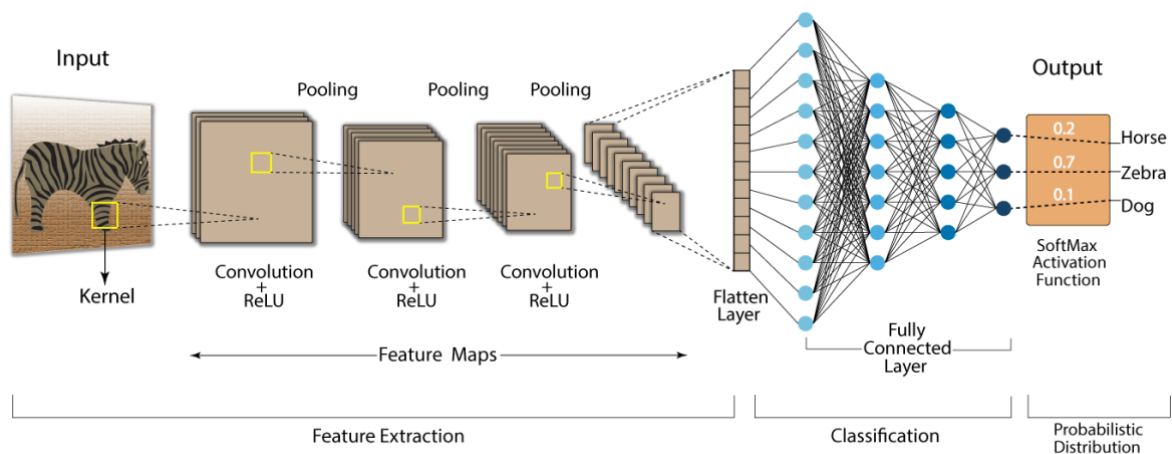 Input
Kernel
Pooling
Pooling
Pooling
Convolution
+
ReLU
Convolution
+
ReLU
Convolution
+
ReLU
Feature Maps
Flatten
Layer
Fully
Connected
Layer
Output
0.2
Horse
0.7
Zebra
0.1
Dog
SoftMax
Activation
Function
Feature Extraction
Classification
Probabilistic
Distribution